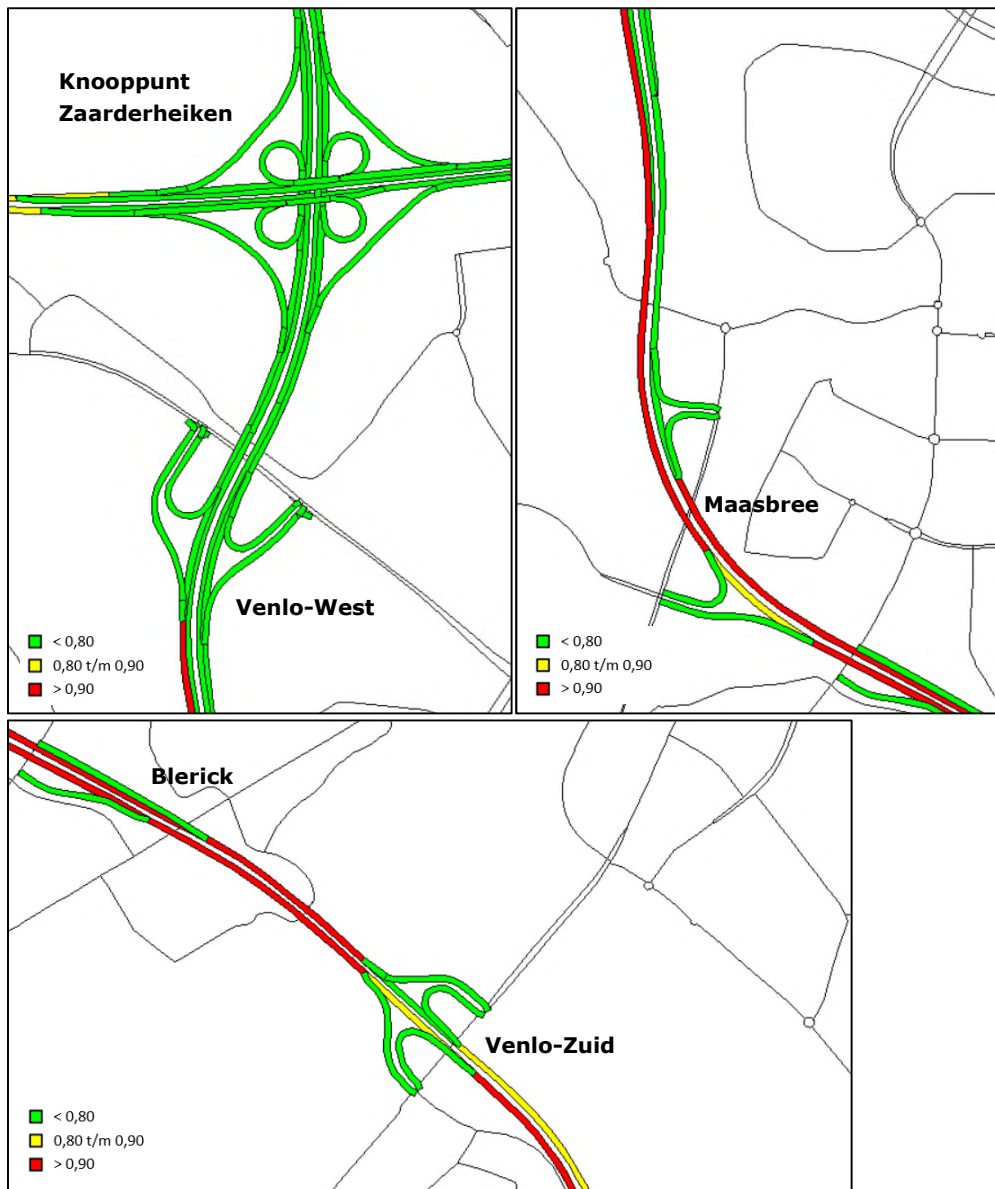 Knooppunt
Zaarderheiken
Venlo-West
< 0,80
0,80 t/m 0,90
> 0,90
Maasbree
< 0,80
0,80 t/m 0,90
> 0,90
Blerick
Venlo-Zuid
< 0,80
0,80 t/m 0,90
> 0,90